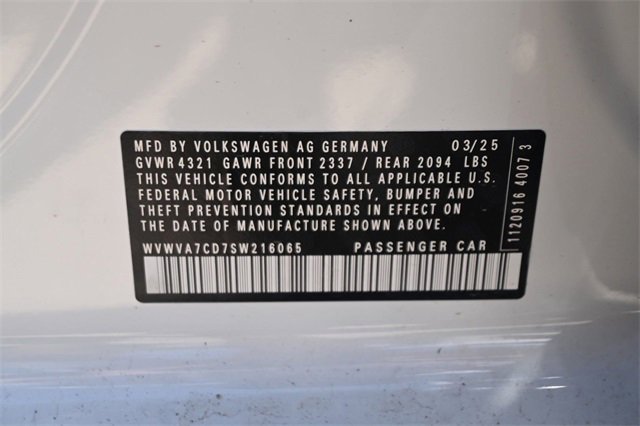 MFD BY VOLKSWAGEN AG GERMANY 03/25
GVWR 4321 GAWR FRONT 2337 / REAR 2094 LBS
THIS VEHICLE CONFORMS TO ALL APPLICABLE U.S.
FEDERAL MOTOR VEHICLE SAFETY, BUMPER AND
THEFT PREVENTION STANDARDS IN EFFECT ON
THE DATE OF MANUFACTURE SHOWN ABOVE.
WVWVA7CD7SW216065 PASSENGER CAR
1120916 4007 3